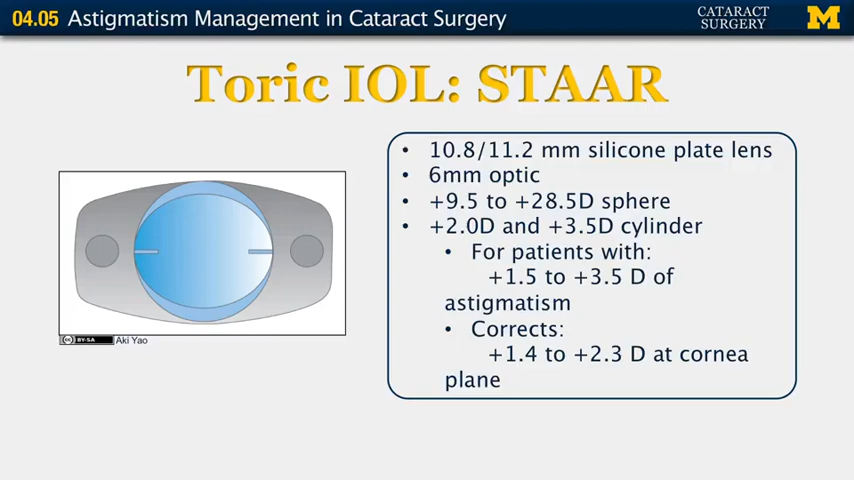 04.05 Astigmatism Management in Cataract Surgery
CATARACT
SURGERY
M
Toric IOL: STAAR
• 10.8/11.2 mm silicone plate lens
• 6mm optic
• +9.5 to +28.5D sphere
• +2.0D and +3.5D cylinder
• For patients with:
+1.5 to +3.5 D of
astigmatism
• Corrects:
+1.4 to +2.3 D at cornea
plane
cc BY-SA Aki Yao